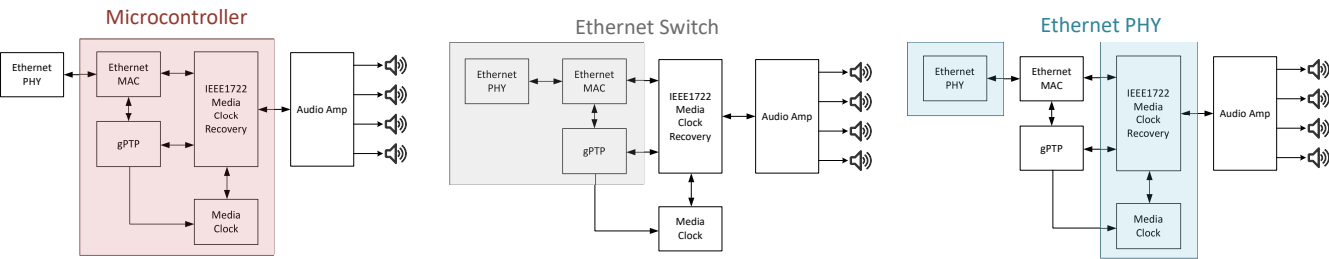 Microcontroller
Ethernet
PHY
Ethernet
MAC
IEEE1722
Media
Clock
Recovery
gPTP
Media
Clock
Audio Amp
Ethernet Switch
Ethernet
PHY
Ethernet
MAC
IEEE1722
Media
Clock
Recovery
gPTP
Media
Clock
Audio Amp
Ethernet PHY
Ethernet
PHY
Ethernet
MAC
IEEE1722
Media
Clock
Recovery
gPTP
Media
Clock
Audio Amp